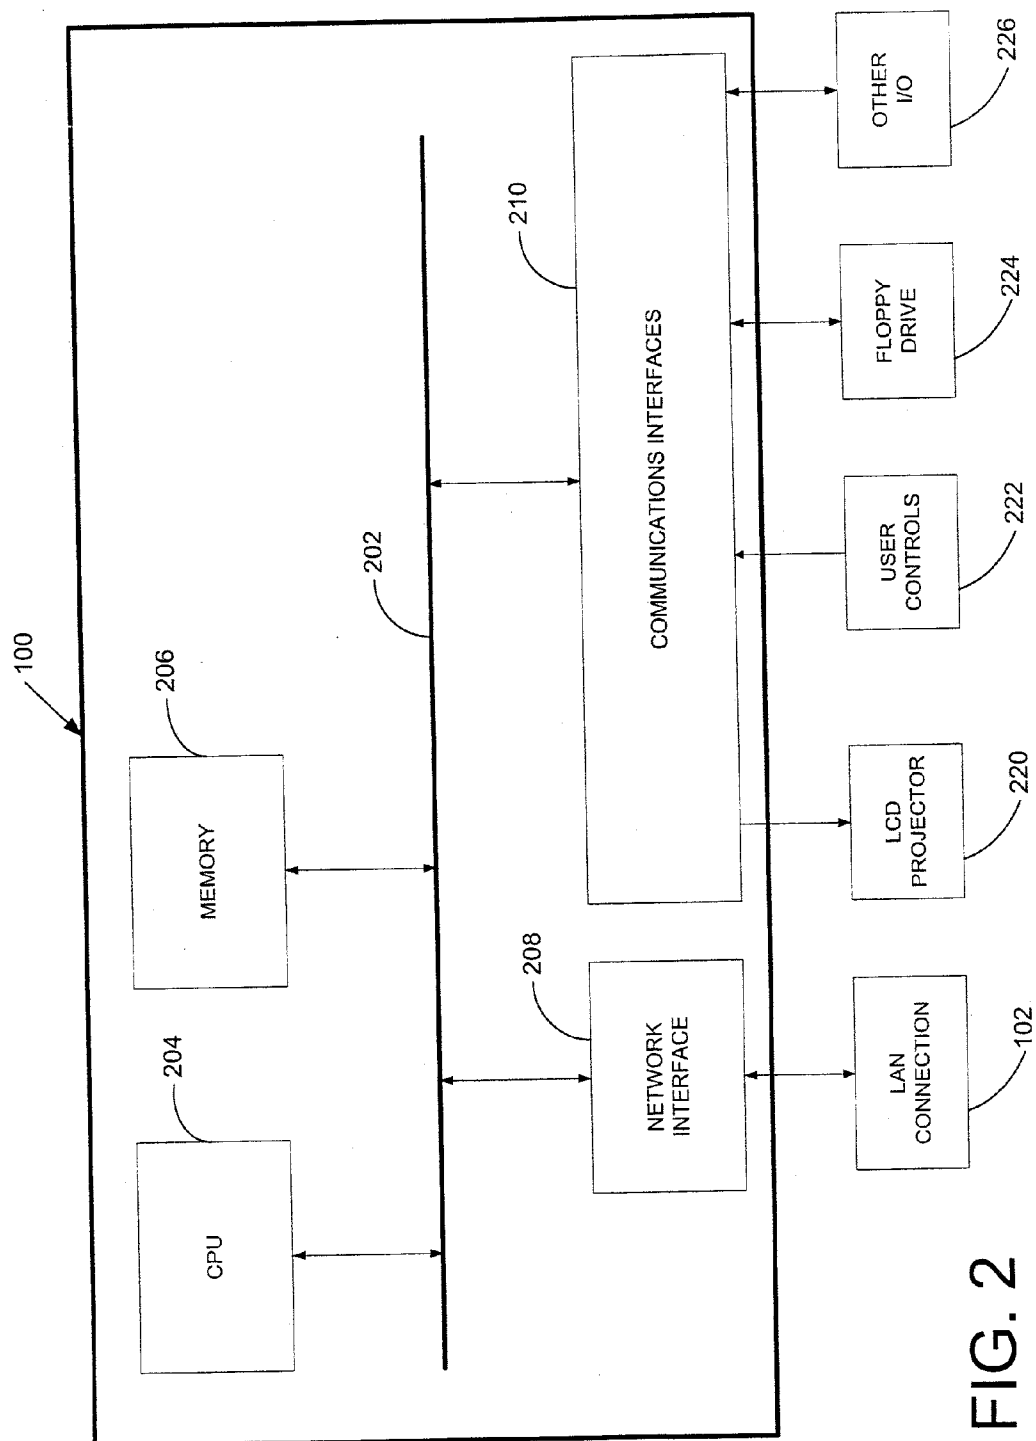 100
CPU
204
MEMORY
206
202
NETWORK
INTERFACE
208
COMMUNICATIONS INTERFACES
210
LAN
CONNECTION
102
LCD
PROJECTOR
220
USER
CONTROLS
222
FLOPPY
DRIVE
224
OTHER
I/O
226
FIG. 2